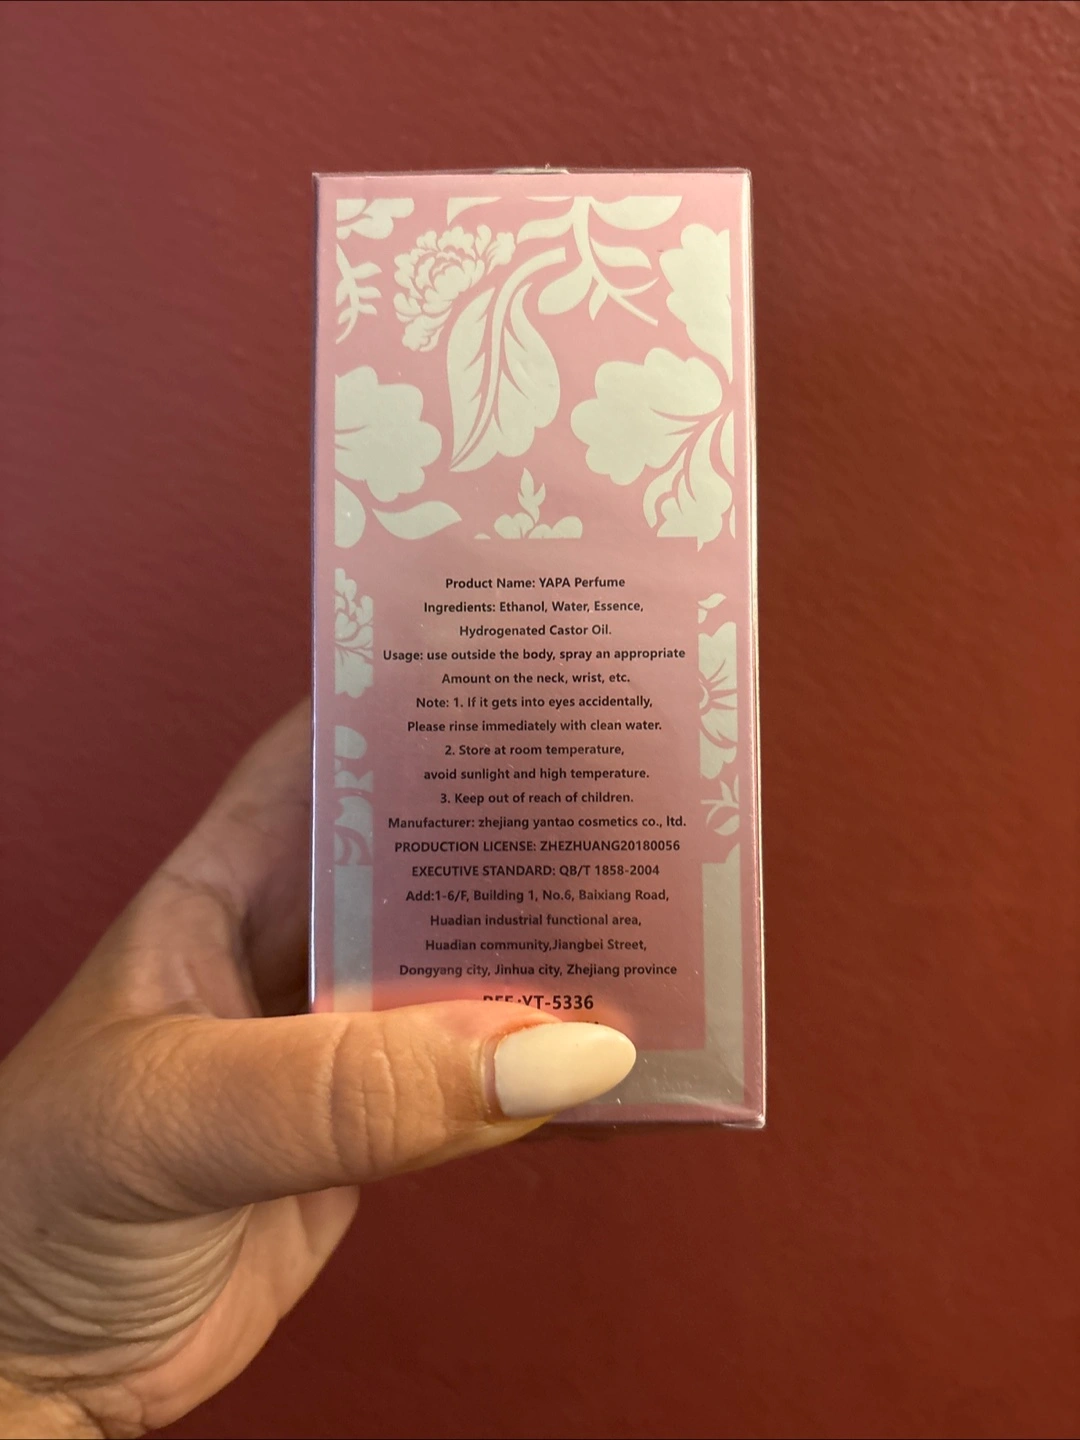 Product Name: YAPA Perfume
Ingredients: Ethanol, Water, Essence,
Hydrogenated Castor Oil.
Usage: use outside the body, spray an appropriate
Amount on the neck, wrist, etc.
Note: 1. If it gets into eyes accidentally,
Please rinse immediately with clean water.
2. Store at room temperature,
avoid sunlight and high temperature.
3. Keep out of reach of children.
Manufacturer: zhejiang yantao cosmetics co., ltd.
PRODUCTION LICENSE: ZHEZHUANG20180056
EXECUTIVE STANDARD: QB/T 1858-2004
Add:1-6/F, Building 1, No.6, Baixiang Road,
Huadian industrial functional area,
Huadian community,Jiangbei Street,
Dongyang city, Jinhua city, Zhejiang province
REF:YT-5336